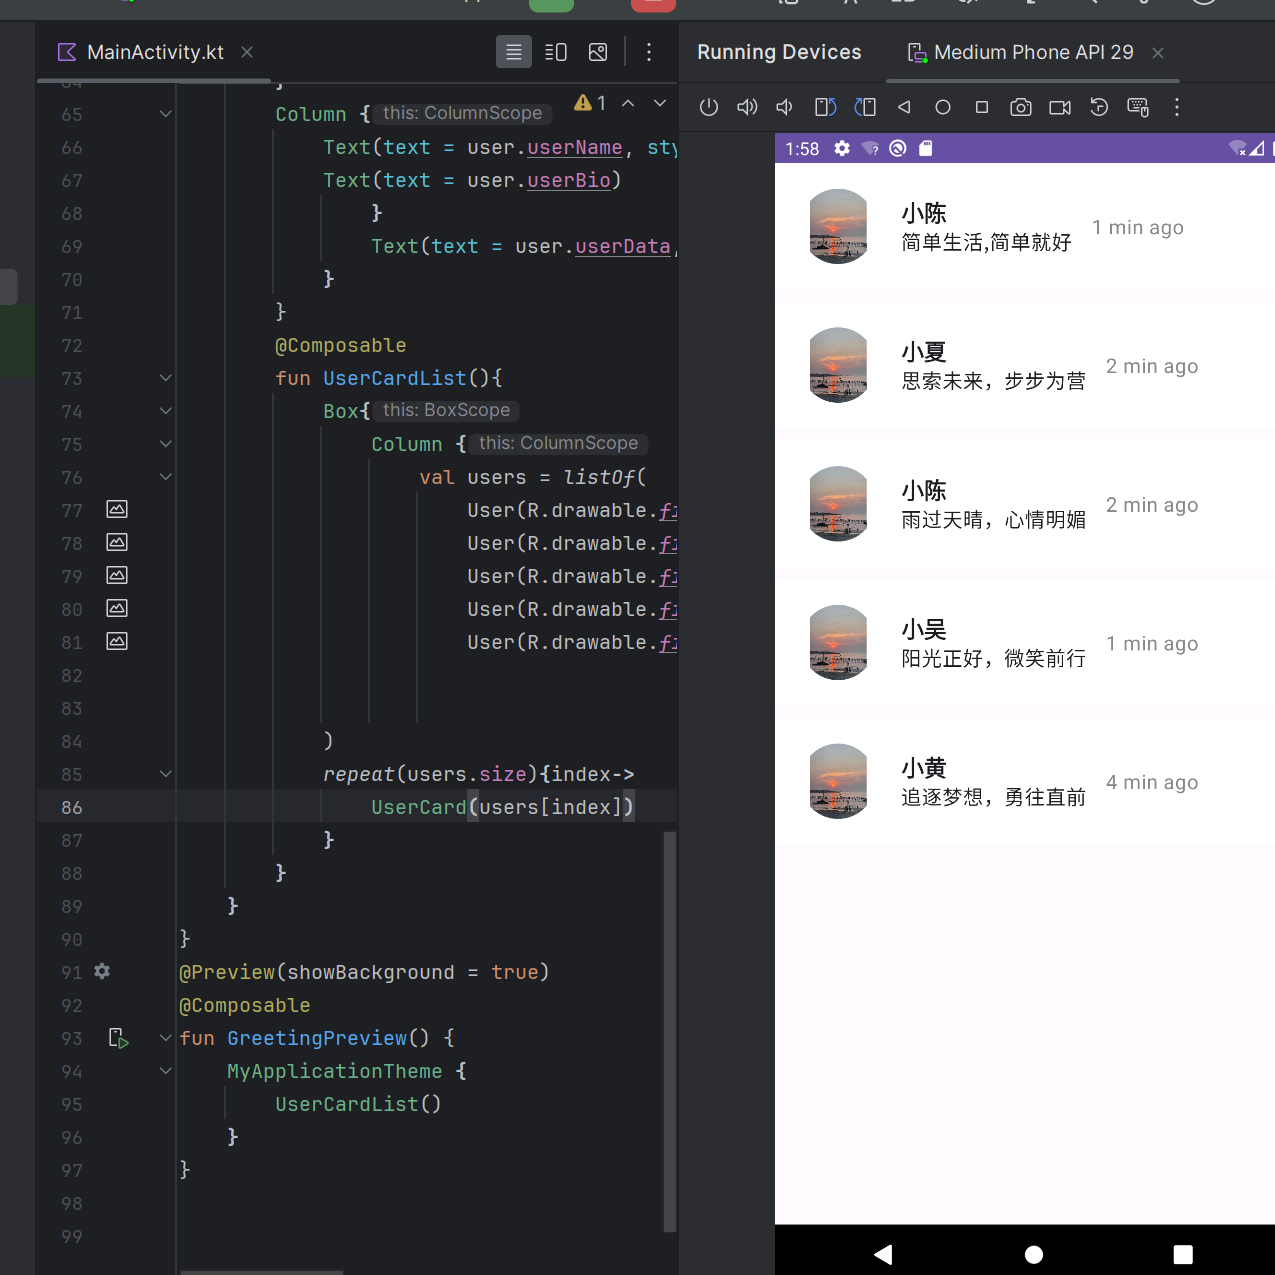 MainActivity.kt
1
64
}
65 Column { this: ColumnScope
66 Text(text = user.userName, sty
67 Text(text = user.userBio)
68 }
69 Text(text = user.userData,
70 }
71 }
72 @Composable
73 fun UserCardList(){
74 Box{ this: BoxScope
75 Column { this: ColumnScope
76 val users = listOf(
77 User(R.drawable.fi
78 User(R.drawable.fi
79 User(R.drawable.fi
80 User(R.drawable.fi
81 User(R.drawable.fi
82
83
84 )
85 repeat(users.size){index->
86 UserCard(users[index])
87 }
88 }
89 }
90 }
91 @Preview(showBackground = true)
92 @Composable
93 fun GreetingPreview() {
94 MyApplicationTheme {
95 UserCardList()
96 }
97 }
98
99
Running Devices
Medium Phone API 29
1:58
小陈
简单生活,简单就好
1 min ago
小夏
思索未来，步步为营
2 min ago
小陈
雨过天晴，心情明媚
2 min ago
小吴
阳光正好，微笑前行
1 min ago
小黄
追逐梦想，勇往直前
4 min ago